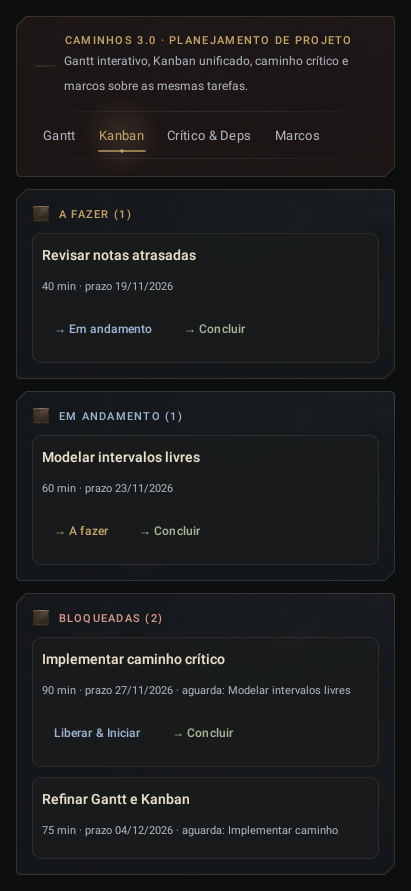 CAMINHOS 3.0 · PLANEJAMENTO DE PROJETO
Gantt interativo, Kanban unificado, caminho crítico e
marcos sobre as mesmas tarefas.
Gantt Kanban Crítico & Deps Marcos
A FAZER (1)
Revisar notas atrasadas
40 min · prazo 19/11/2026
→ Em andamento → Concluir
EM ANDAMENTO (1)
Modelar intervalos livres
60 min · prazo 23/11/2026
→ A fazer → Concluir
BLOQUEADAS (2)
Implementar caminho crítico
90 min · prazo 27/11/2026 · aguarda: Modelar intervalos livres
Liberar & Iniciar → Concluir
Refinar Gantt e Kanban
75 min · prazo 04/12/2026 · aguarda: Implementar caminho